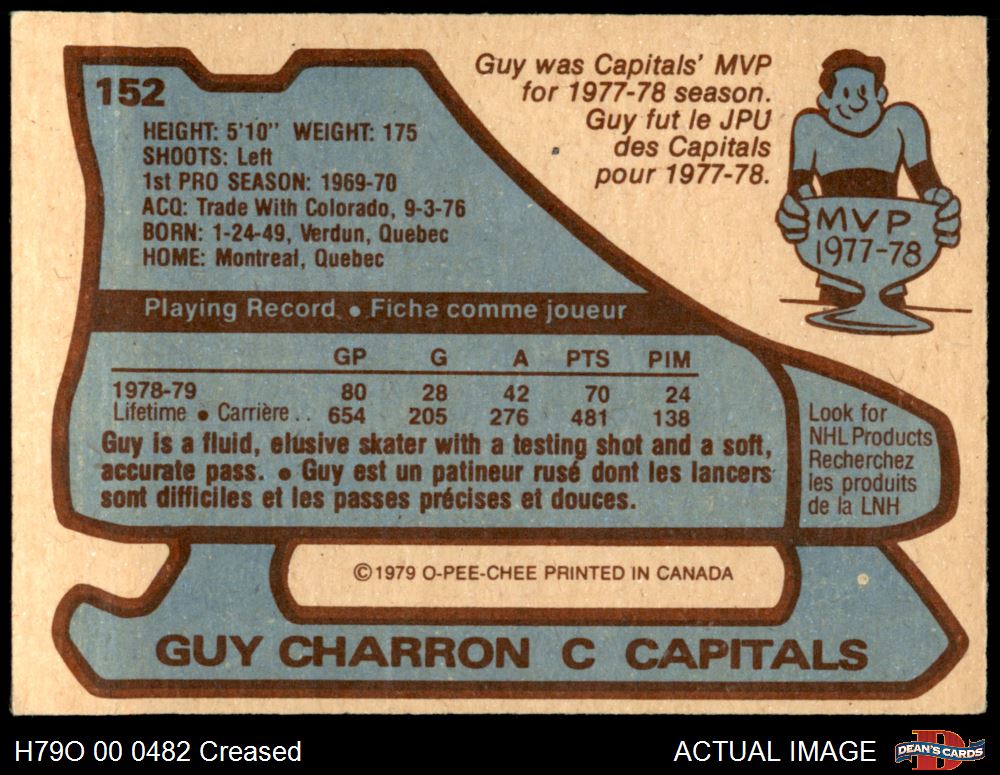 152
HEIGHT: 5'10" WEIGHT: 175
SHOOTS: Left
1st PRO SEASON: 1969-70
ACQ: Trade With Colorado, 9-3-76
BORN: 1-24-49, Verdun, Quebec
HOME: Montreal, Quebec
Guy was Capitals' MVP
for 1977-78 season.
Guy fut le JPU
des Capitals
pour 1977-78.
MVP
1977-78
Playing Record • Fiche comme joueur
GP G A PTS PIM
1978-79 80 28 42 70 24
Lifetime • Carrière .. 654 205 276 481 138
Guy is a fluid, elusive skater with a testing shot and a soft,
accurate pass. • Guy est un patineur rusé dont les lancers
sont difficiles et les passes précises et douces.
Look for
NHL Products
Recherchez
les produits
de la LNH
© 1979 O-PEE-CHEE PRINTED IN CANADA
GUY CHARRON C CAPITALS
H79O 00 0482 Creased
ACTUAL IMAGE
DEAN'S CARDS